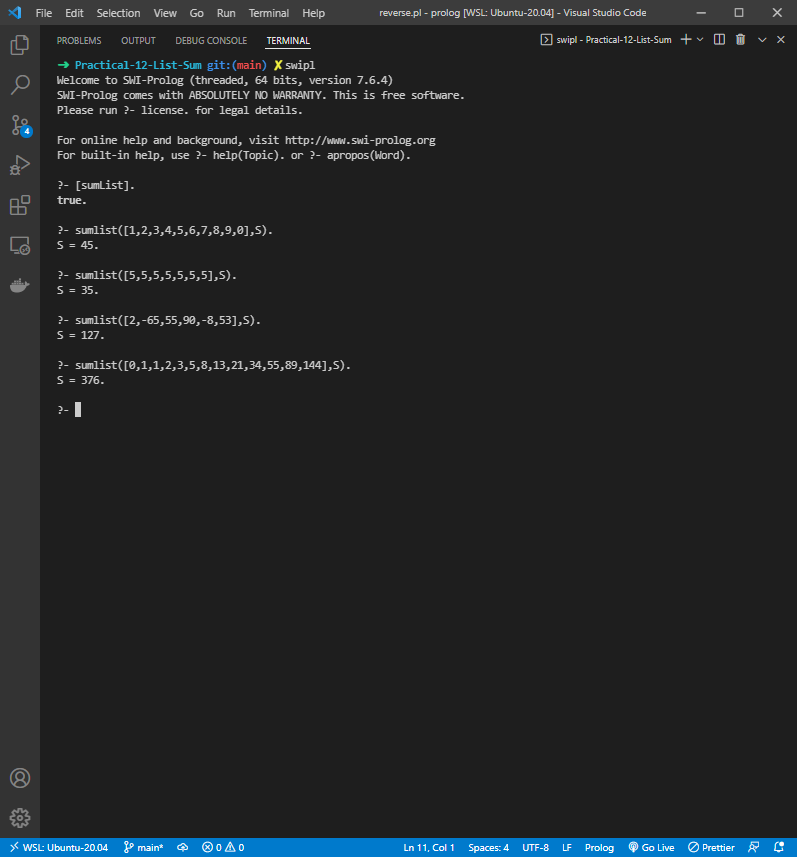 File Edit Selection View Go Run Terminal Help reverse.pl - prolog [WSL: Ubuntu-20.04] - Visual Studio Code
PROBLEMS OUTPUT DEBUG CONSOLE TERMINAL swipl - Practical-12-List-Sum
➜ Practical-12-List-Sum git:(main) ✗ swipl
Welcome to SWI-Prolog (threaded, 64 bits, version 7.6.4)
SWI-Prolog comes with ABSOLUTELY NO WARRANTY. This is free software.
Please run ?- license. for legal details.
For online help and background, visit http://www.swi-prolog.org
For built-in help, use ?- help(Topic). or ?- apropos(Word).
?- [sumList].
true.
?- sumlist([1,2,3,4,5,6,7,8,9,0],S).
S = 45.
?- sumlist([5,5,5,5,5,5,5],S).
S = 35.
?- sumlist([2,-65,55,90,-8,53],S).
S = 127.
?- sumlist([0,1,1,2,3,5,8,13,21,34,55,89,144],S).
S = 376.
?-
4
WSL: Ubuntu-20.04 main* 0 0 Ln 11, Col 1 Spaces: 4 UTF-8 LF Prolog Go Live Prettier